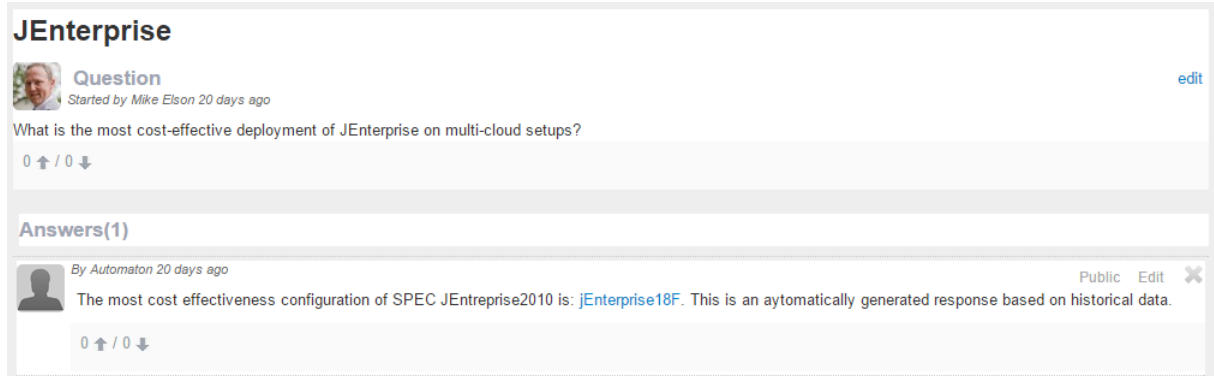 JEnterprise
Question
edit
Started by Mike Elson 20 days ago
What is the most cost-effective deployment of JEnterprise on multi-cloud setups?
0 / 0
Answers(1)
By Automaton 20 days ago
Public Edit
The most cost effectiveness configuration of SPEC JEntreprise2010 is: jEnterprise18F. This is an aytomatically generated response based on historical data.
0 / 0